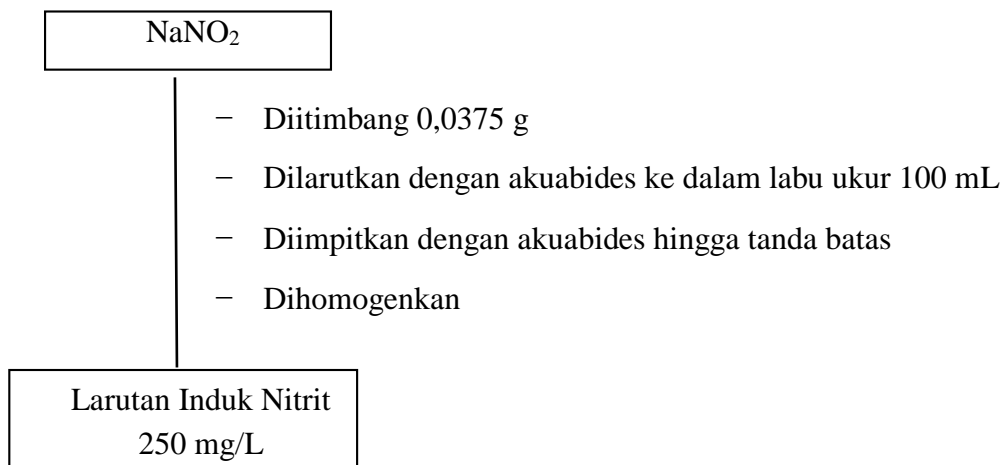 NaNO₂
− Diitimbang 0,0375 g
− Dilarutkan dengan akuabides ke dalam labu ukur 100 mL
− Diimpitkan dengan akuabides hingga tanda batas
− Dihomogenkan
Larutan Induk Nitrit
250 mg/L